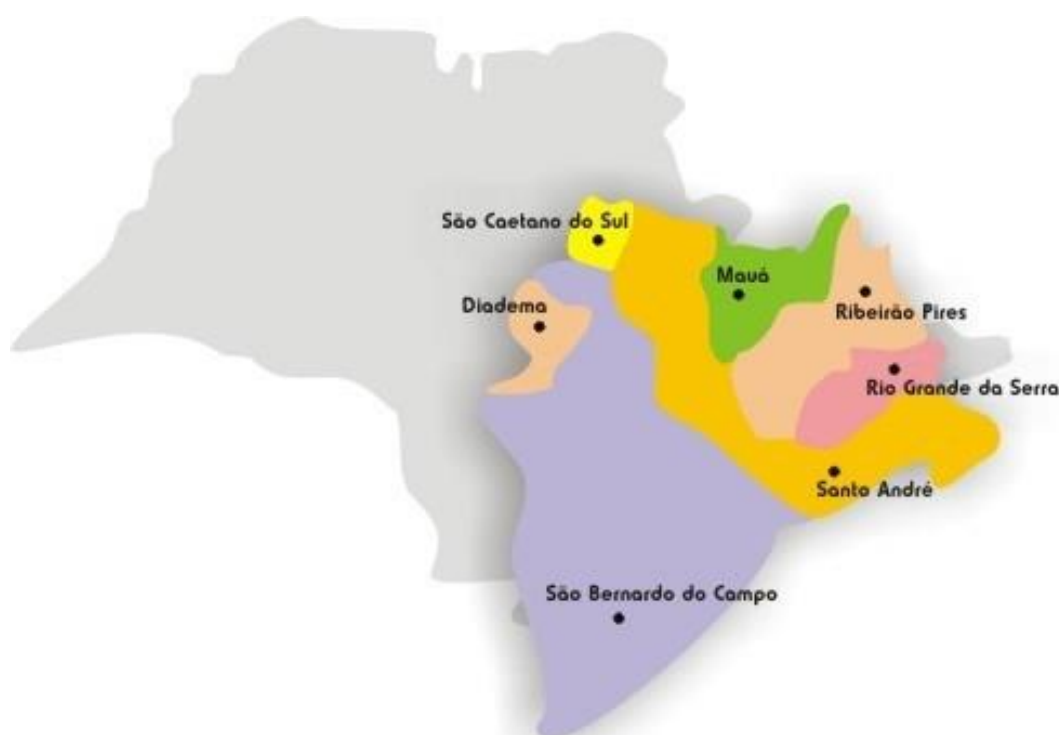 São Caetano do Sul
Mauá
Diadema
Ribeirão Pires
Rio Grande da Serra
Santo André
São Bernardo do Campo